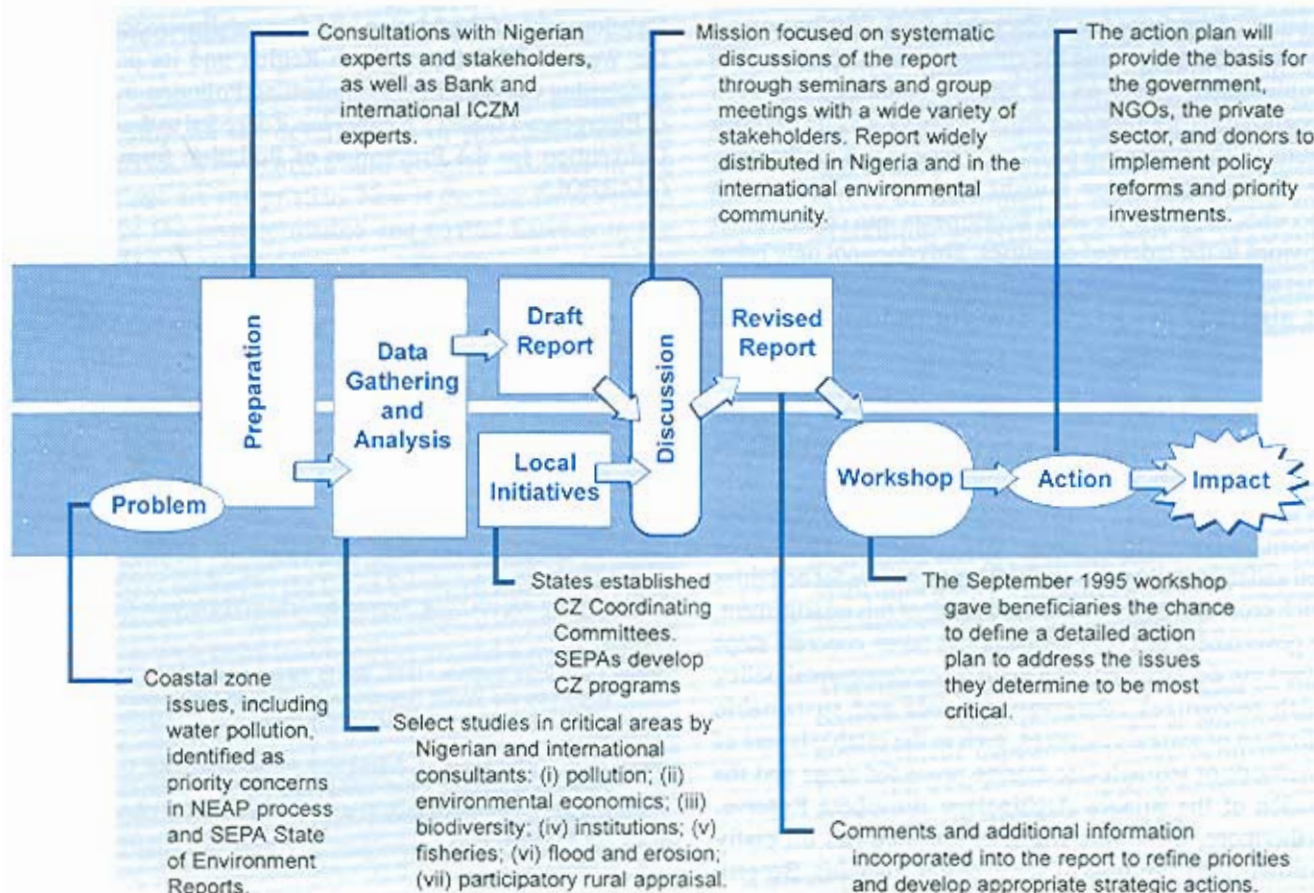 Consultations with Nigerian
experts and stakeholders,
as well as Bank and
international ICZM
experts.
Mission focused on systematic
discussions of the report
through seminars and group
meetings with a wide variety of
stakeholders. Report widely
distributed in Nigeria and in the
international environmental
community.
The action plan will
provide the basis for
the government,
NGOs, the private
sector, and donors to
implement policy
reforms and priority
investments.
Problem
Preparation
Data
Gathering
and
Analysis
Draft
Report
Local
Initiatives
Discussion
Revised
Report
Workshop
Action
Impact
Coastal zone
issues, including
water pollution,
identified as
priority concerns
in NEAP process
and SEPA State
of Environment
Reports.
Select studies in critical areas by
Nigerian and international
consultants: (i) pollution; (ii)
environmental economics; (iii)
biodiversity; (iv) institutions; (v)
fisheries; (vi) flood and erosion;
(vii) participatory rural appraisal.
States established
CZ Coordinating
Committees.
SEPAs develop
CZ programs
The September 1995 workshop
gave beneficiaries the chance
to define a detailed action
plan to address the issues
they determine to be most
critical.
Comments and additional information
incorporated into the report to refine priorities
and develop appropriate strategic actions.